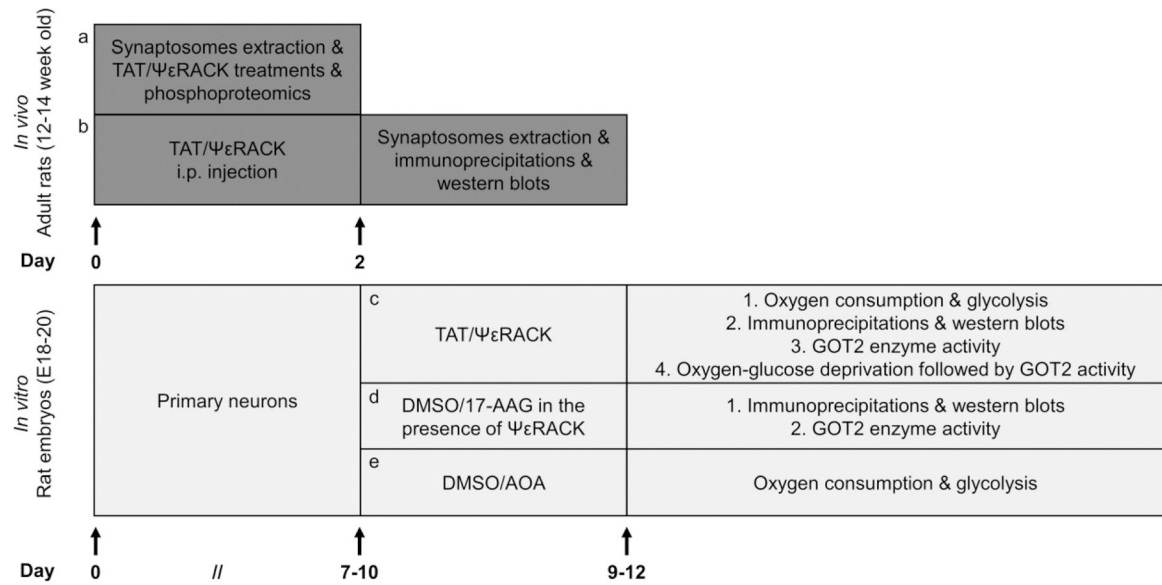 In vivo
Adult rats (12-14 week old)
a
Synaptosomes extraction &
TAT/ΨεRACK treatments &
phosphoproteomics
b
TAT/ΨεRACK
i.p. injection
Synaptosomes extraction &
immunoprecipitations &
western blots
Day
0
2
In vitro
Rat embryos (E18-20)
Primary neurons
c
TAT/ΨεRACK
1. Oxygen consumption & glycolysis
2. Immunoprecipitations & western blots
3. GOT2 enzyme activity
4. Oxygen-glucose deprivation followed by GOT2 activity
d
DMSO/17-AAG in the
presence of ΨεRACK
1. Immunoprecipitations & western blots
2. GOT2 enzyme activity
e
DMSO/AOA
Oxygen consumption & glycolysis
Day
0
//
7-10
9-12